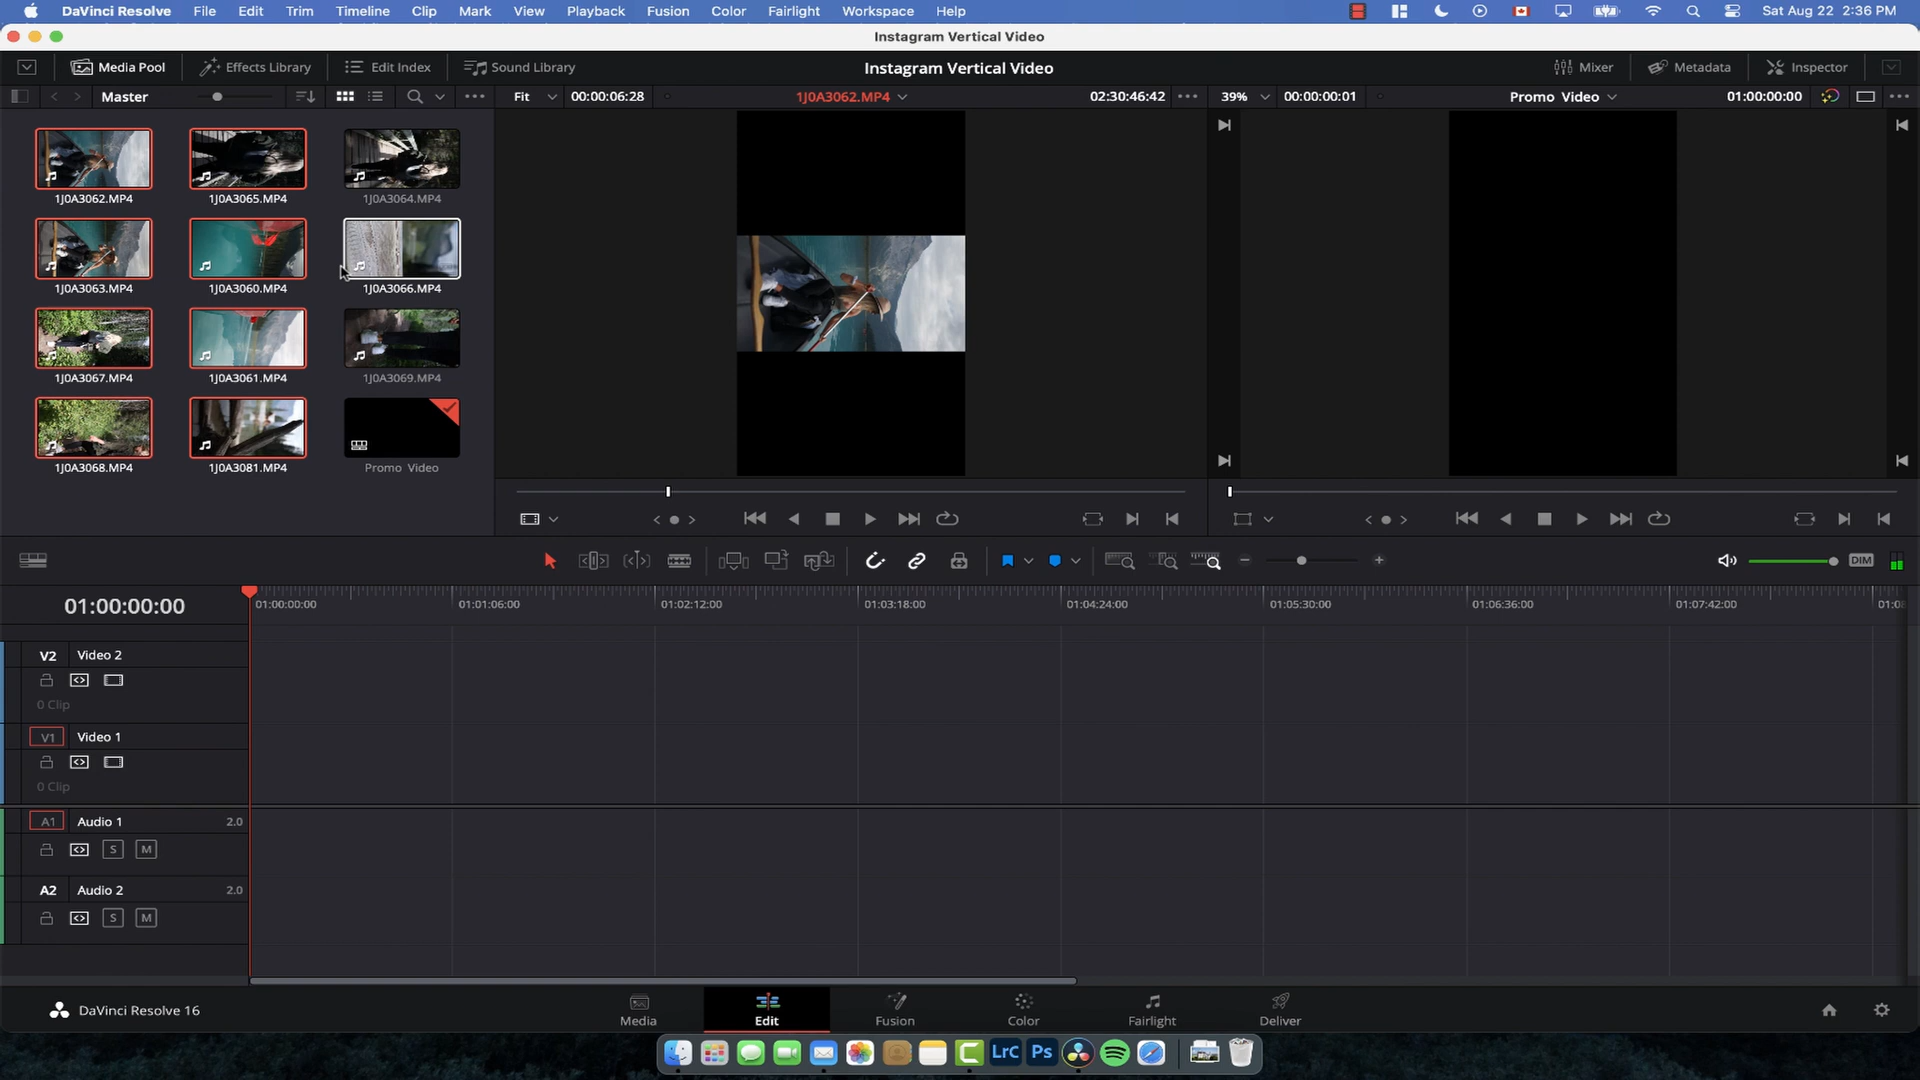 DaVinci Resolve File Edit Trim Timeline Clip Mark View Playback Fusion Color Fairlight Workspace Help Sat Aug 22 2:36 PM
Instagram Vertical Video
Media Pool Effects Library Edit Index Sound Library Instagram Vertical Video Mixer Metadata Inspector
Master Fit 00:00:06:28 1J0A3062.MP4 02:30:46:42 39% 00:00:00:01 Promo Video 01:00:00:00
1J0A3062.MP4 1J0A3065.MP4 1J0A3064.MP4
1J0A3063.MP4 1J0A3060.MP4 1J0A3066.MP4
1J0A3067.MP4 1J0A3061.MP4 1J0A3069.MP4
1J0A3068.MP4 1J0A3081.MP4 Promo Video
DIM
01:00:00:00 01:00:00:00 01:01:06:00 01:02:12:00 01:03:18:00 01:04:24:00 01:05:30:00 01:06:36:00 01:07:42:00 01:08
V2 Video 2
0 Clip
V1 Video 1
0 Clip
A1 Audio 1 2.0
S M
A2 Audio 2 2.0
S M
DaVinci Resolve 16 Media Edit Fusion Color Fairlight Deliver
C LrC Ps